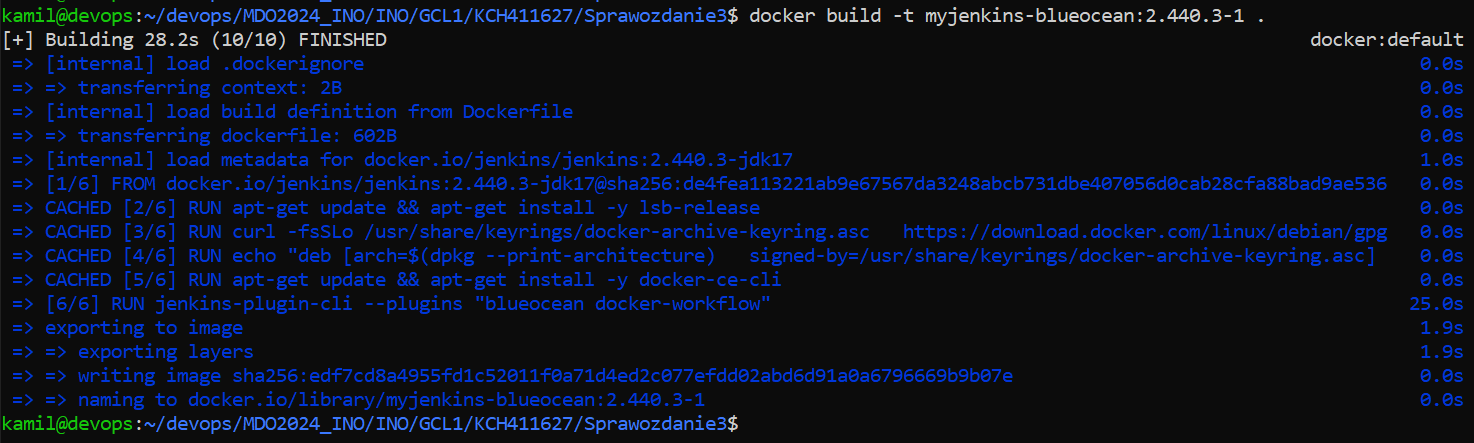 kamil@devops:~/devops/MDO2024_INO/INO/GCL1/KCH411627/Sprawozdanie3$ docker build -t myjenkins-blueocean:2.440.3-1 .
[+] Building 28.2s (10/10) FINISHED docker:default
=> [internal] load .dockerignore 0.0s
=> => transferring context: 2B 0.0s
=> [internal] load build definition from Dockerfile 0.0s
=> => transferring dockerfile: 602B 0.0s
=> [internal] load metadata for docker.io/jenkins/jenkins:2.440.3-jdk17 1.0s
=> [1/6] FROM docker.io/jenkins/jenkins:2.440.3-jdk17@sha256:de4fea113221ab9e67567da3248abcb731dbe407056d0cab28cfa88bad9ae536 0.0s
=> CACHED [2/6] RUN apt-get update && apt-get install -y lsb-release 0.0s
=> CACHED [3/6] RUN curl -fsSLo /usr/share/keyrings/docker-archive-keyring.asc   https://download.docker.com/linux/debian/gpg 0.0s
=> CACHED [4/6] RUN echo "deb [arch=$(dpkg --print-architecture)   signed-by=/usr/share/keyrings/docker-archive-keyring.asc] 0.0s
=> CACHED [5/6] RUN apt-get update && apt-get install -y docker-ce-cli 0.0s
=> [6/6] RUN jenkins-plugin-cli --plugins "blueocean docker-workflow" 25.0s
=> exporting to image 1.9s
=> => exporting layers 1.9s
=> => writing image sha256:edf7cd8a4955fd1c52011f0a71d4ed2c077efdd02abd6d91a0a6796669b9b07e 0.0s
=> => naming to docker.io/library/myjenkins-blueocean:2.440.3-1 0.0s
kamil@devops:~/devops/MDO2024_INO/INO/GCL1/KCH411627/Sprawozdanie3$